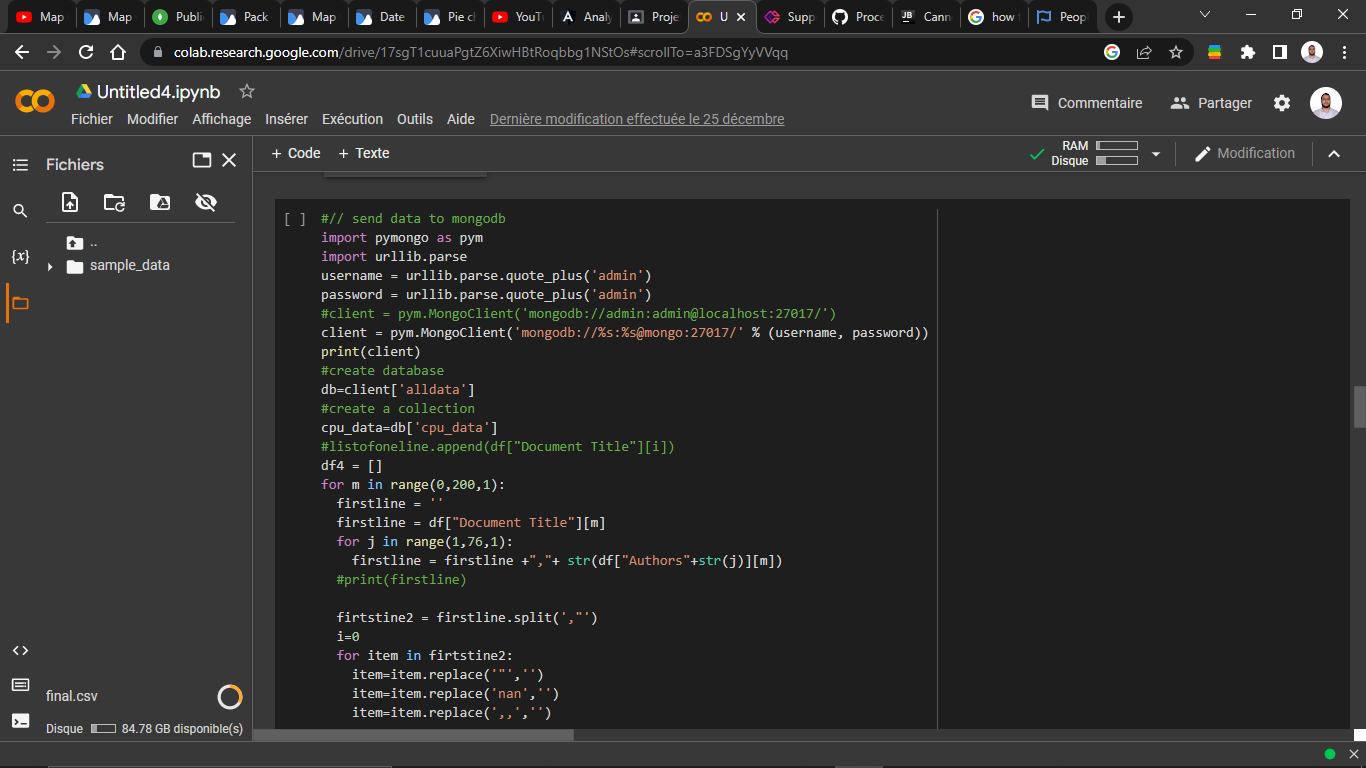 Map
Map
Publi
Pack
Map
Date
Pie cl
YouT
Analy
Proje
U
Supp
Proce
Cann
how
Peop
colab.research.google.com/drive/17sgT1cuuaPgtZ6XiwHBtRoqbbg1NStOs#scrollTo=a3FDSgYyVVqq
Untitled4.ipynb
Commentaire
Partager
Fichier Modifier Affichage Insérer Exécution Outils Aide Dernière modification effectuée le 25 décembre
Fichiers
+ Code + Texte
RAM
Disque
Modification
..
sample_data
{x}
[ ]
#// send data to mongodb
import pymongo as pym
import urllib.parse
username = urllib.parse.quote_plus('admin')
password = urllib.parse.quote_plus('admin')
#client = pym.MongoClient('mongodb://admin:admin@localhost:27017/')
client = pym.MongoClient('mongodb://%s:%s@mongo:27017/' % (username, password))
print(client)
#create database
db=client['alldata']
#create a collection
cpu_data=db['cpu_data']
#listofoneline.append(df["Document Title"][i])
df4 = []
for m in range(0,200,1):
firstline = ''
firstline = df["Document Title"][m]
for j in range(1,76,1):
firstline = firstline +","+ str(df["Authors"+str(j)][m])
#print(firstline)
firtstine2 = firstline.split(',"')
i=0
for item in firtstine2:
item=item.replace('"','')
item=item.replace('nan','')
item=item.replace(',,','')
final.csv
Disque 84.78 GB disponible(s)